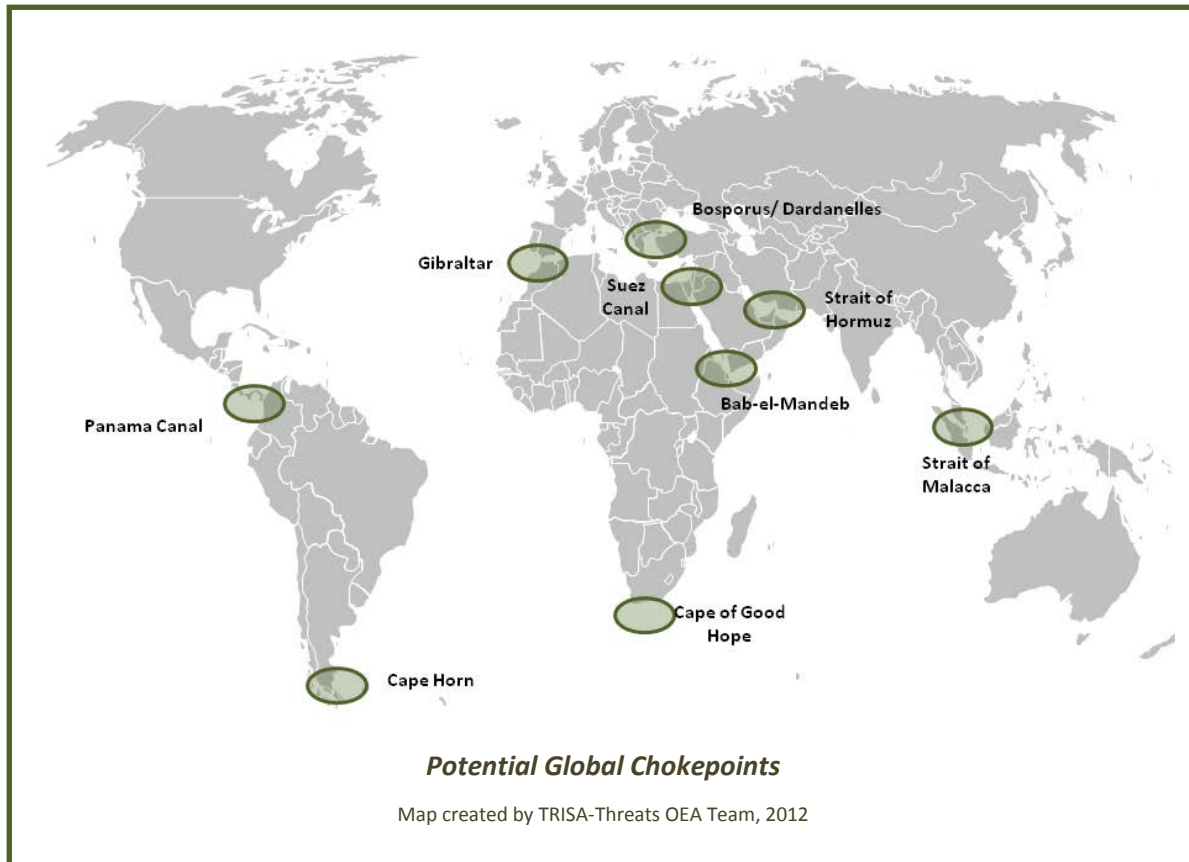 Bosporus/ Dardanelles
Gibraltar
Suez
Canal
Strait of
Hormuz
Bab-el-Mandeb
Panama Canal
Strait of
Malacca
Cape of Good
Hope
Cape Horn
Potential Global Chokepoints
Map created by TRISA-Threats OEA Team, 2012